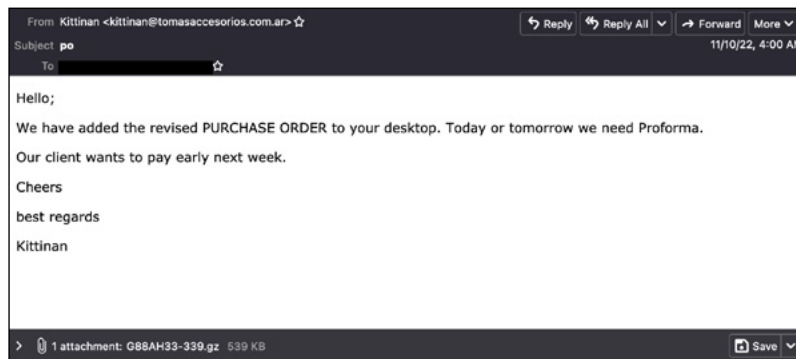 From Kittinan <kittinan@tomasaccesorios.com.ar>
Reply Reply All Forward More
Subject po
11/10/22, 4:00 AM
To
Hello;
We have added the revised PURCHASE ORDER to your desktop. Today or tomorrow we need Proforma.
Our client wants to pay early next week.
Cheers
best regards
Kittinan
1 attachment: G88AH33-339.gz 539 KB
Save